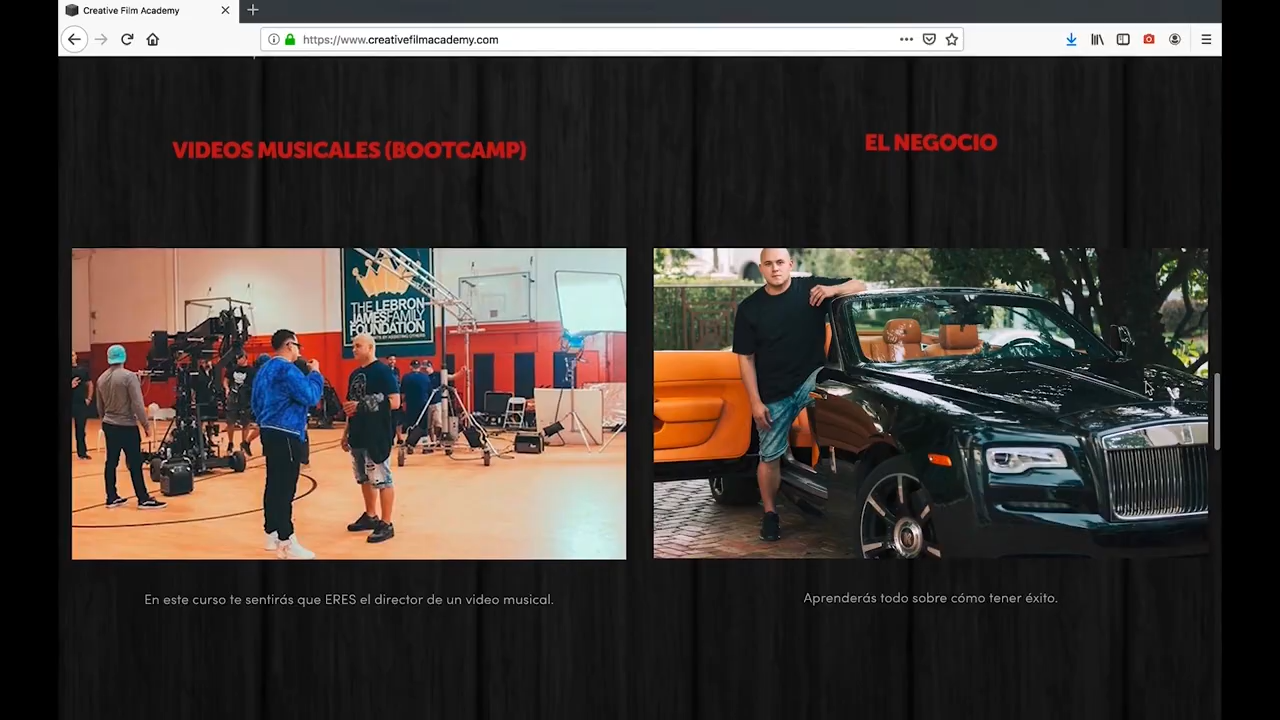 Creative Film Academy
https://www.creativefilmacademy.com
VIDEOS MUSICALES (BOOTCAMP)
EL NEGOCIO
THE LEBRON
JAMES FAMILY
FOUNDATION
En este curso te sentirás que ERES el director de un video musical.
Aprenderás todo sobre cómo tener éxito.